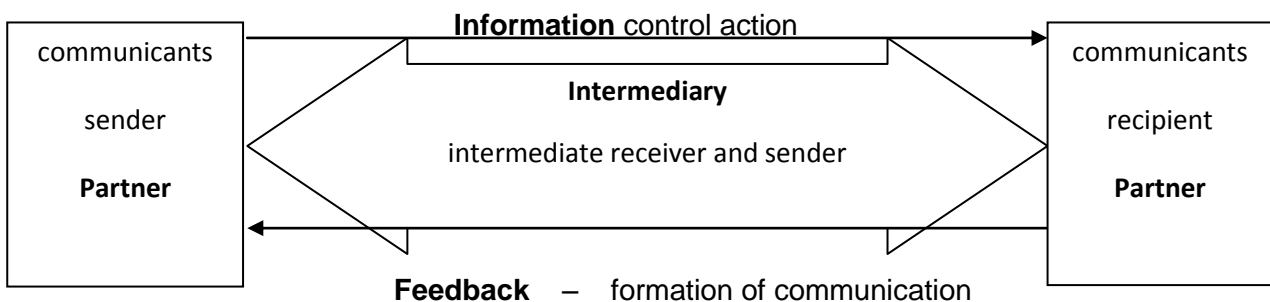 Information control action
communicants
sender
Partner
Intermediary
intermediate receiver and sender
communicants
recipient
Partner
Feedback – formation of communication